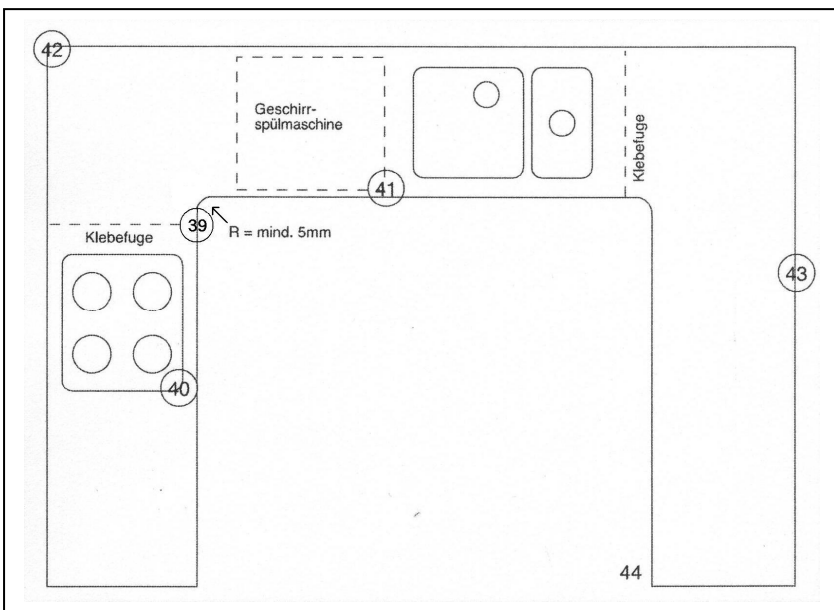 42
Geschirr-
spülmaschine
Klebefuge
41
39
R = mind. 5mm
Klebefuge
43
40
44